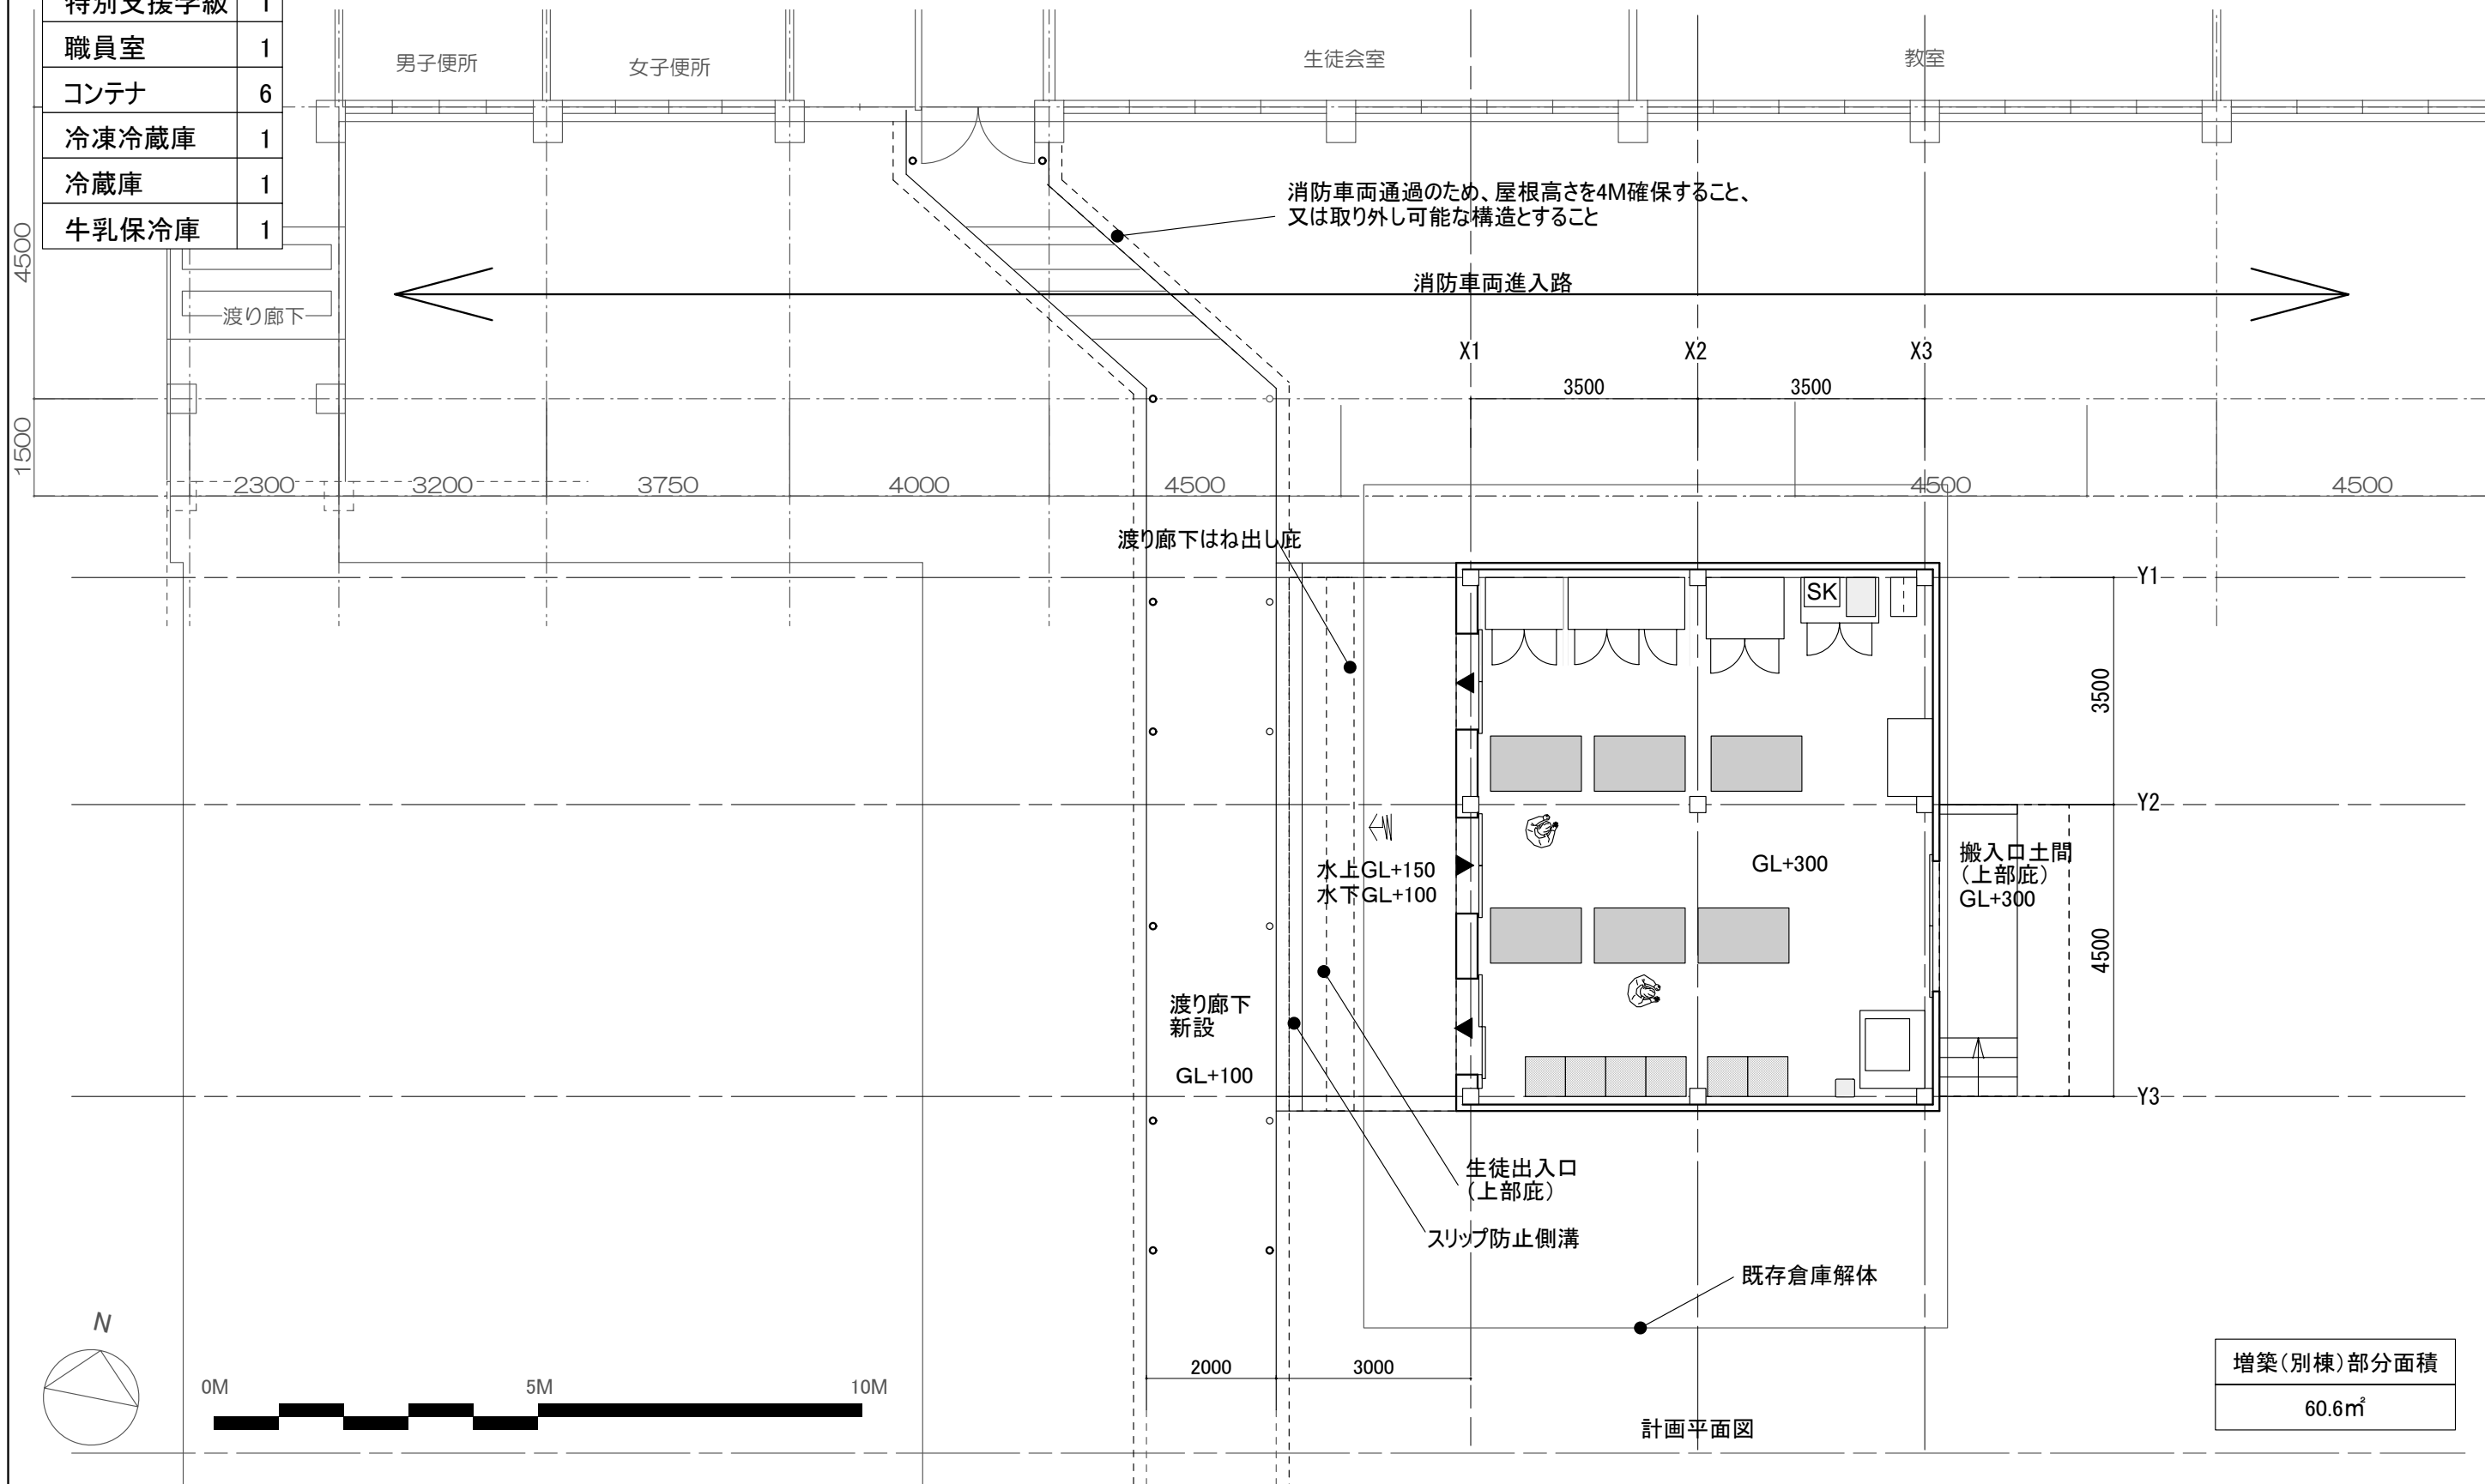 特別支援学級 1
職員室 1
コンテナ 6
冷凍冷蔵庫 1
冷蔵庫 1
牛乳保冷庫 1
男子便所
女子便所
生徒会室
教室
消防車両通過のため、屋根高さを4M確保すること、
又は取り外し可能な構造とすること
消防車両進入路
渡り廊下
4500
1500
X1
X2
X3
3500
3500
2300
3200
3750
4000
4500
4500
4500
渡り廊下はね出し庇
Y1
SK
3500
Y2
水上GL+150
水下GL+100
GL+300
搬入口土間
(上部庇)
GL+300
4500
渡り廊下
新設
GL+100
Y3
生徒出入口
(上部庇)
スリップ防止側溝
既存倉庫解体
N
0M
5M
10M
2000
3000
計画平面図
増築(別棟)部分面積
60.6㎡